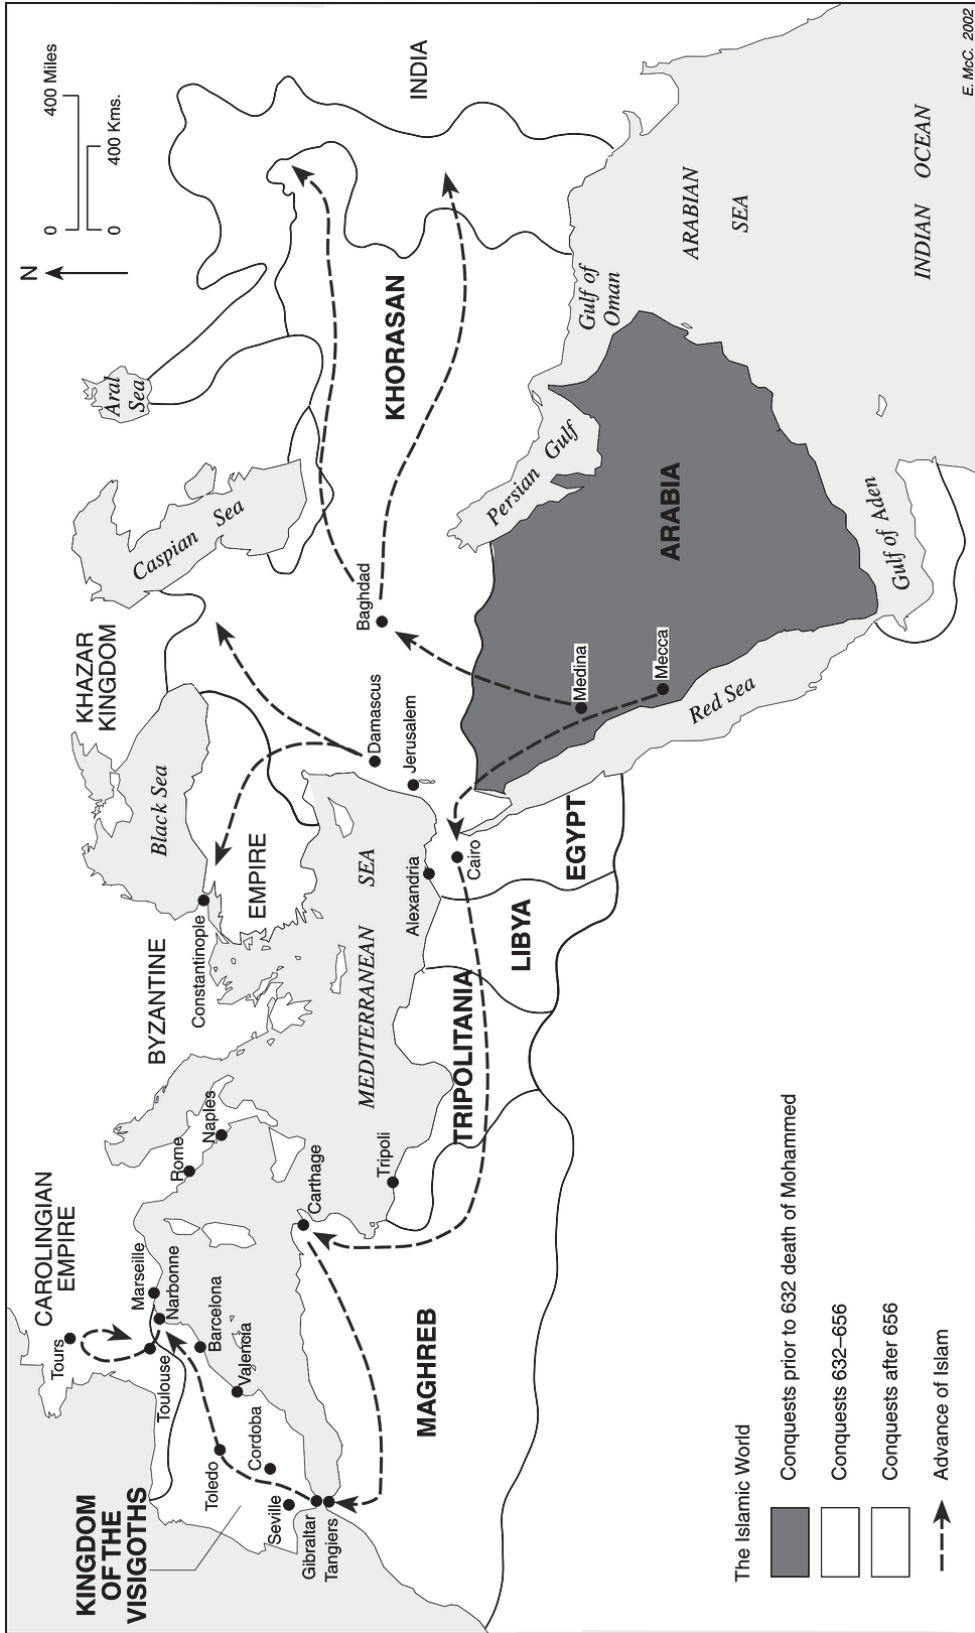 KINGDOM
OF THE
VISIGOTHS
CAROLINGIAN
EMPIRE
Tours
Toulouse
Marseille
Narbonne
Barcelona
Valencia
Toledo
Cordoba
Seville
Gibraltar
Tangiers
Rome
Naples
Carthage
Tripoli
MAGHREB
BYZANTINE
EMPIRE
Constantinople
Black Sea
MEDITERRANEAN SEA
TRIPOLITANIA
LIBYA
EGYPT
Alexandria
Cairo
KHAZAR
KINGDOM
Damascus
Jerusalem
Caspian Sea
Aral
Sea
Baghdad
KHORASAN
INDIA
Medina
Mecca
ARABIA
Red Sea
Persian Gulf
Gulf of
Oman
Gulf of Aden
ARABIAN
SEA
INDIAN OCEAN
N
0 400 Miles
0 400 Kms.
The Islamic World
Conquests prior to 632 death of Mohammed
Conquests 632–656
Conquests after 656
Advance of Islam
E. McC. 2002